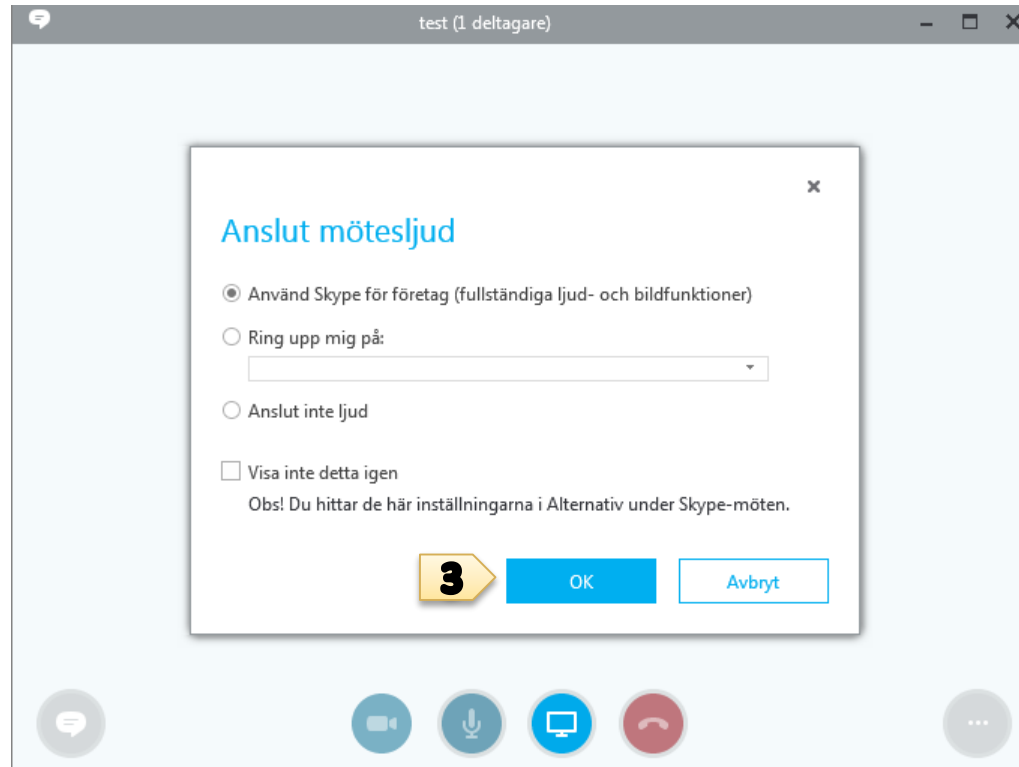 test (1 deltagare)
Anslut mötesljud
Använd Skype för företag (fullständiga ljud- och bildfunktioner)
Ring upp mig på:
Anslut inte ljud
Visa inte detta igen
Obs! Du hittar de här inställningarna i Alternativ under Skype-möten.
3
OK
Avbryt